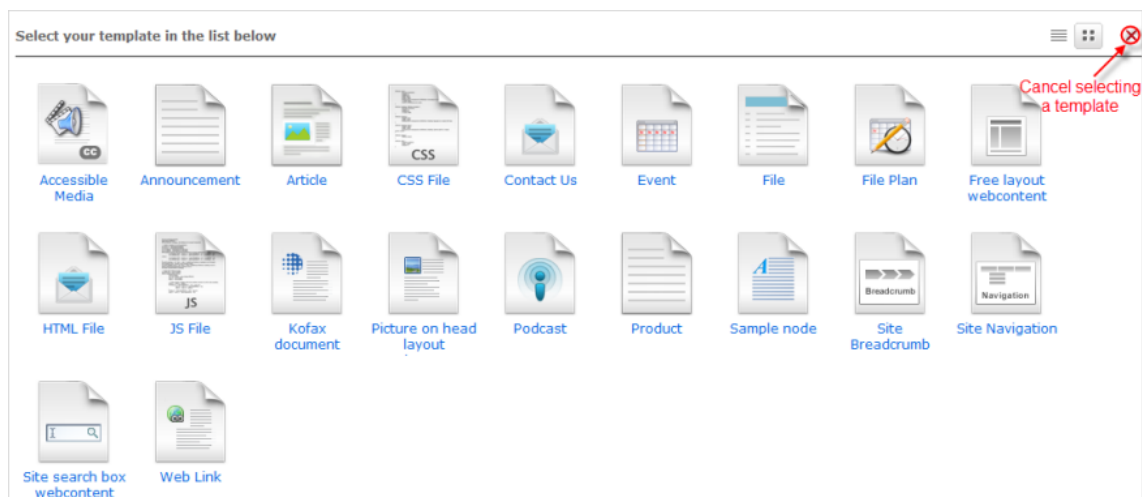 Select your template in the list below
Cancel selecting
a template
CC
CSS
Accessible
Media
Announcement
Article
CSS File
Contact Us
Event
File
File Plan
Free layout
webcontent
JS
A
Breadcrumb
Navigation
HTML File
JS File
Kofax
document
Picture on head
layout
Podcast
Product
Sample node
Site
Breadcrumb
Site Navigation
Site search box
webcontent
Web Link